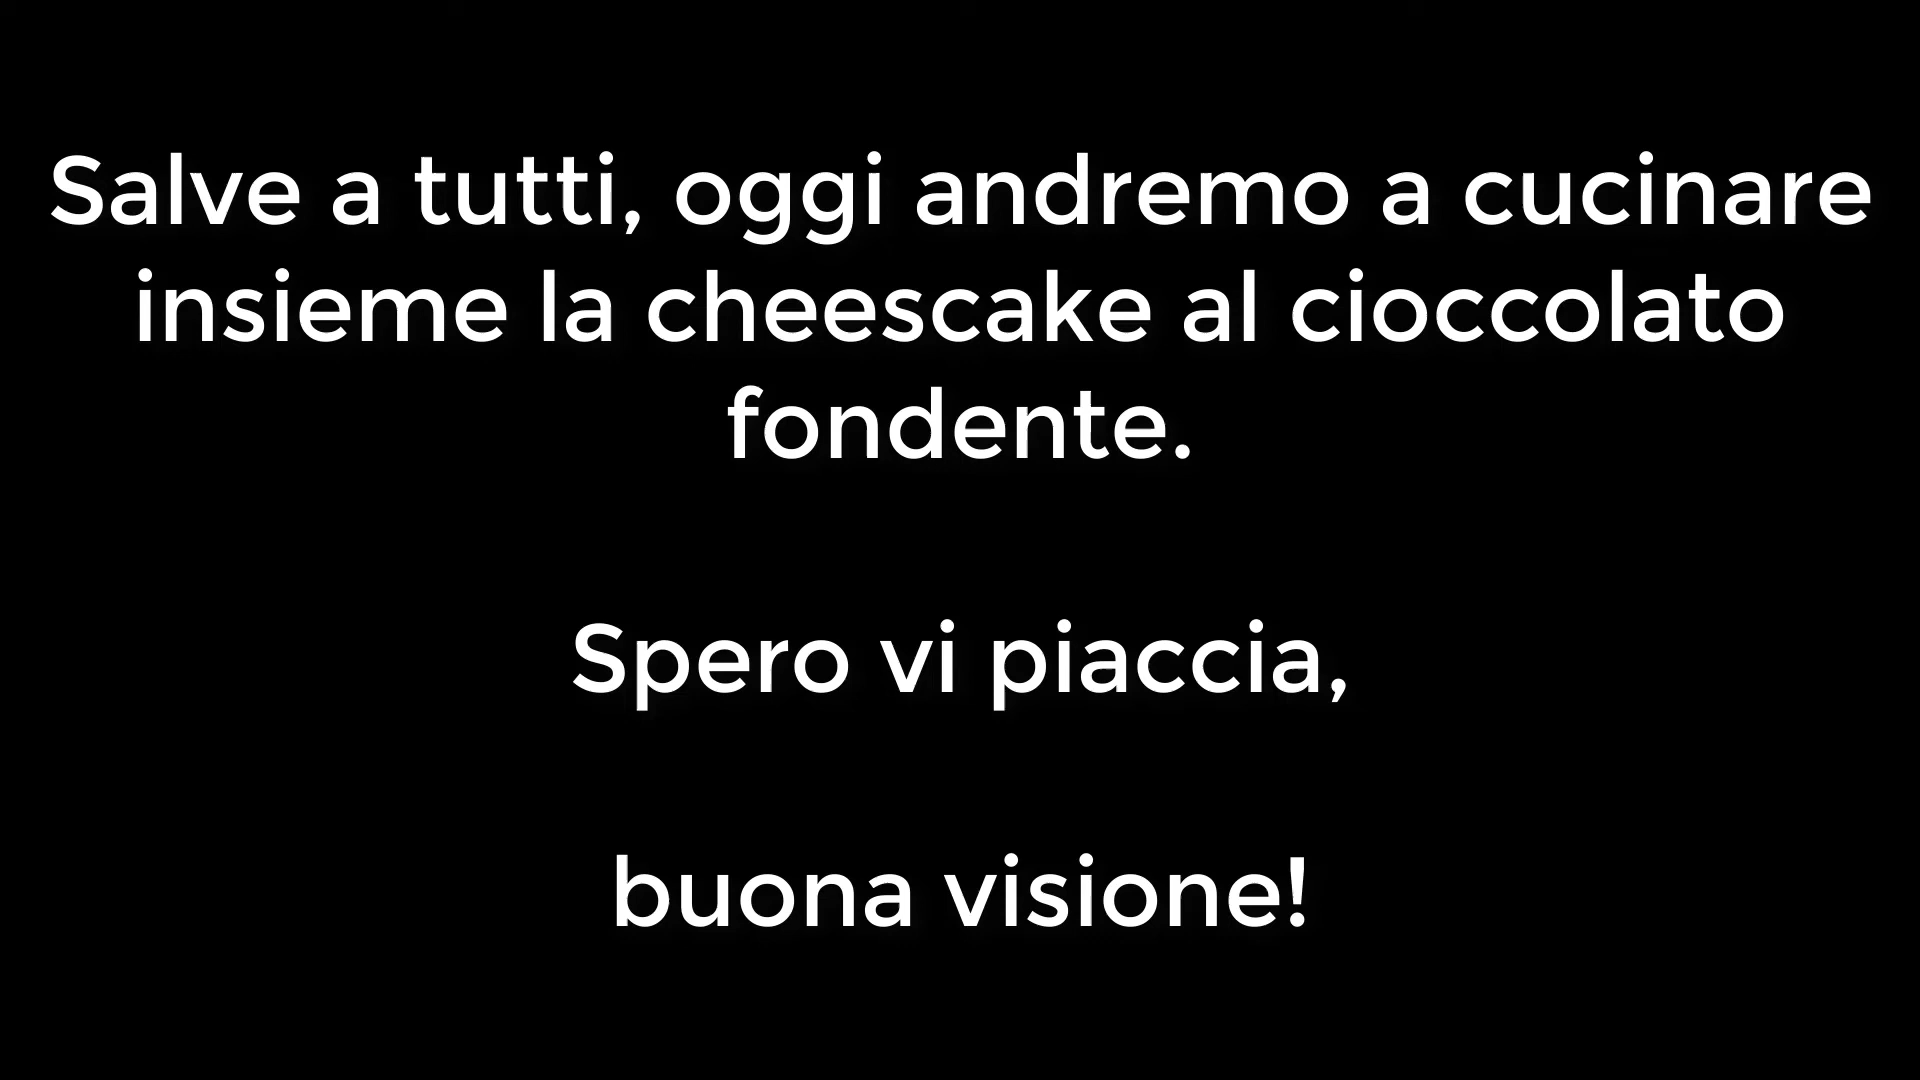 Salve a tutti, oggi andremo a cucinare
insieme la cheescake al cioccolato
fondente.
Spero vi piaccia,
buona visione!